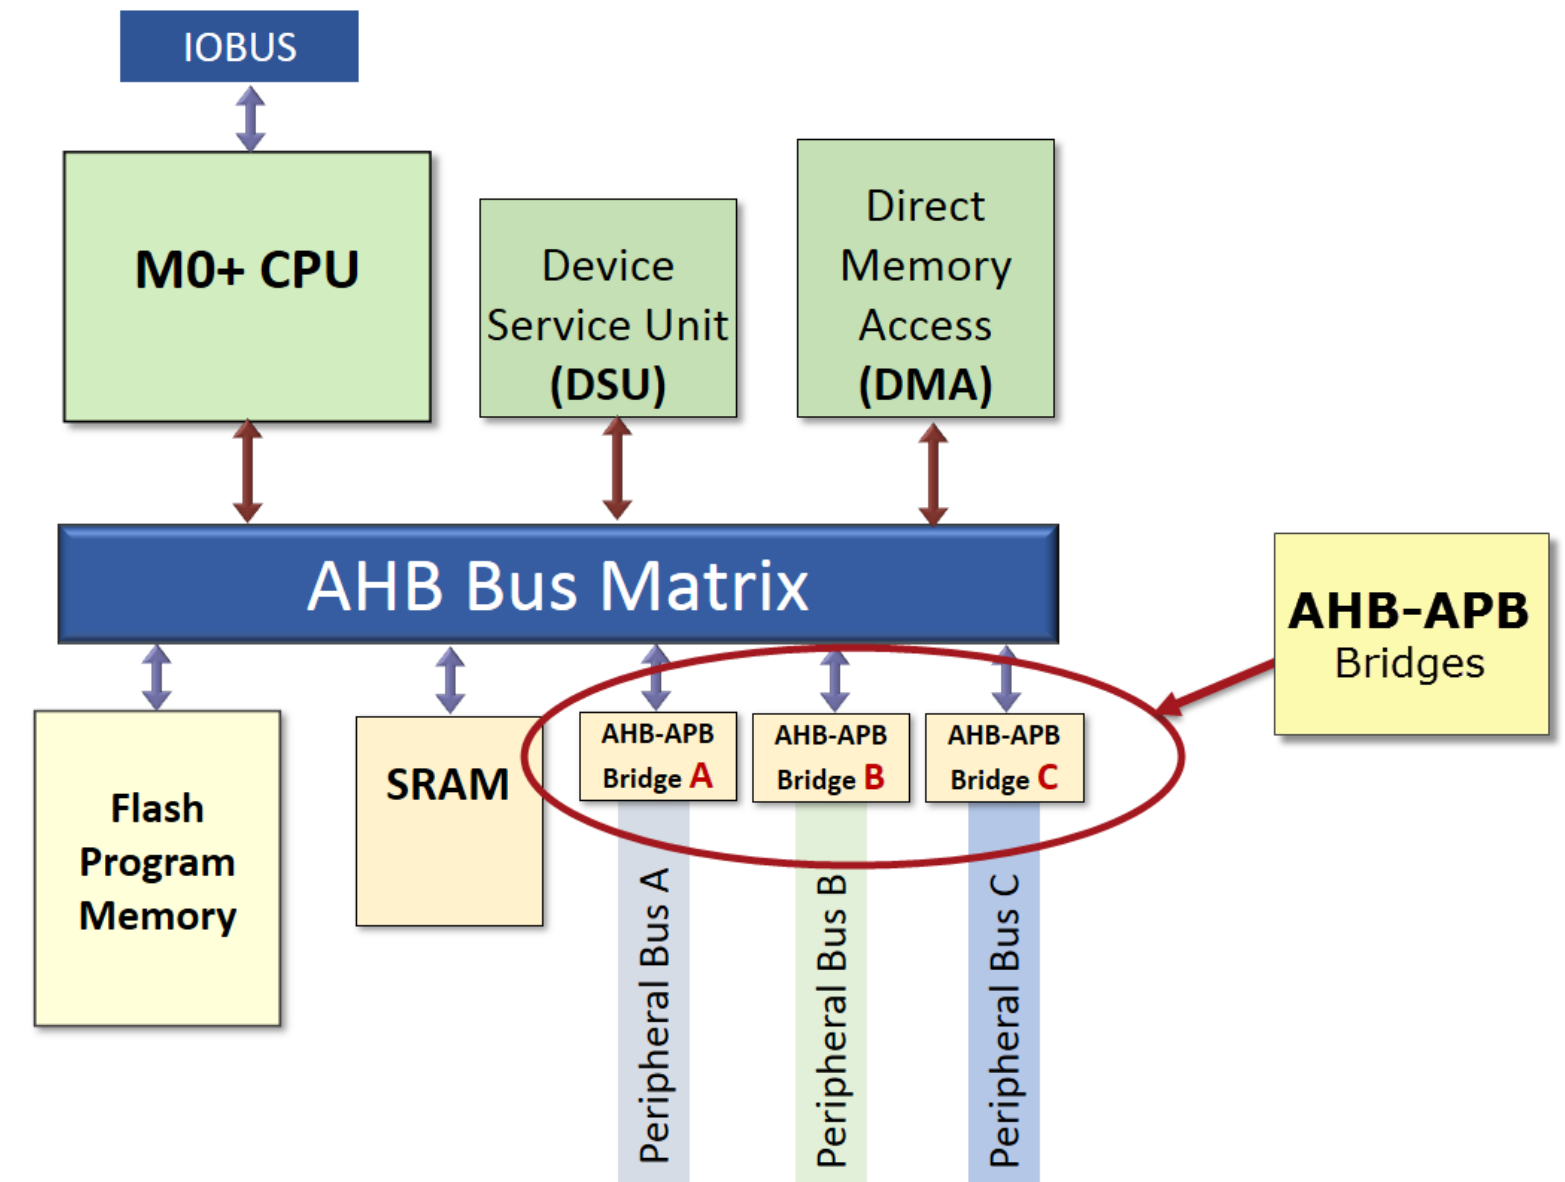 IOBUS
M0+ CPU
Device
Service Unit
(DSU)
Direct
Memory
Access
(DMA)
AHB Bus Matrix
AHB-APB
Bridges
Flash
Program
Memory
SRAM
AHB-APB
Bridge A
AHB-APB
Bridge B
AHB-APB
Bridge C
Peripheral Bus A
Peripheral Bus B
Peripheral Bus C